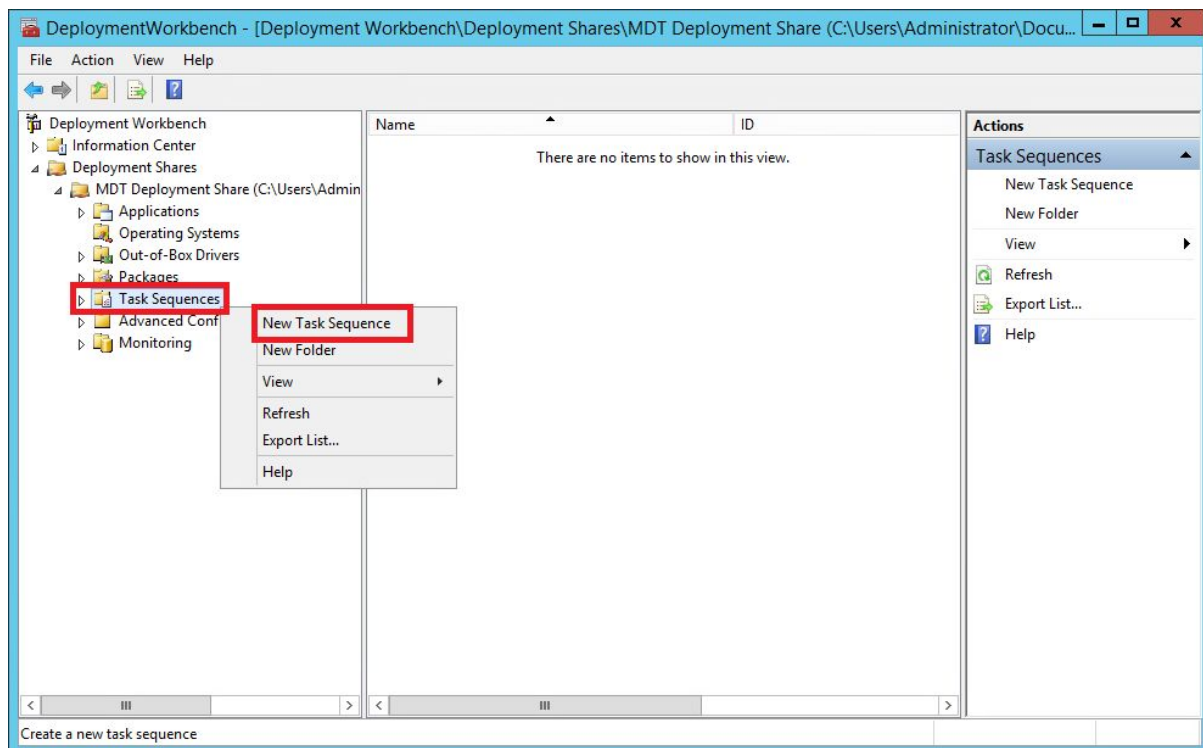 DeploymentWorkbench - [Deployment Workbench\Deployment Shares\MDT Deployment Share (C:\Users\Administrator\Docu...
File Action View Help
Deployment Workbench
Information Center
Deployment Shares
MDT Deployment Share (C:\Users\Admin
Applications
Operating Systems
Out-of-Box Drivers
Packages
Task Sequences
Advanced Conf
Monitoring
New Task Sequence
New Folder
View
Refresh
Export List...
Help
Name ID
There are no items to show in this view.
Actions
Task Sequences
New Task Sequence
New Folder
View
Refresh
Export List...
Help
Create a new task sequence